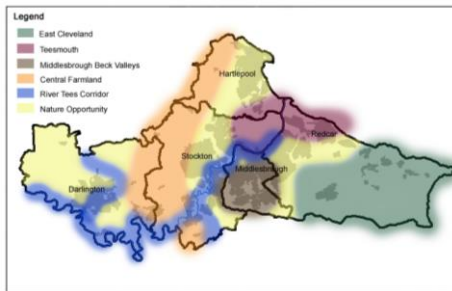 Legend
East Cleveland
Teesmouth
Middlesbrough Beck Valleys
Central Farmland
River Tees Corridor
Nature Opportunity
Hartlepool
Redcar
Stockton
Middlesbrough
Darlington